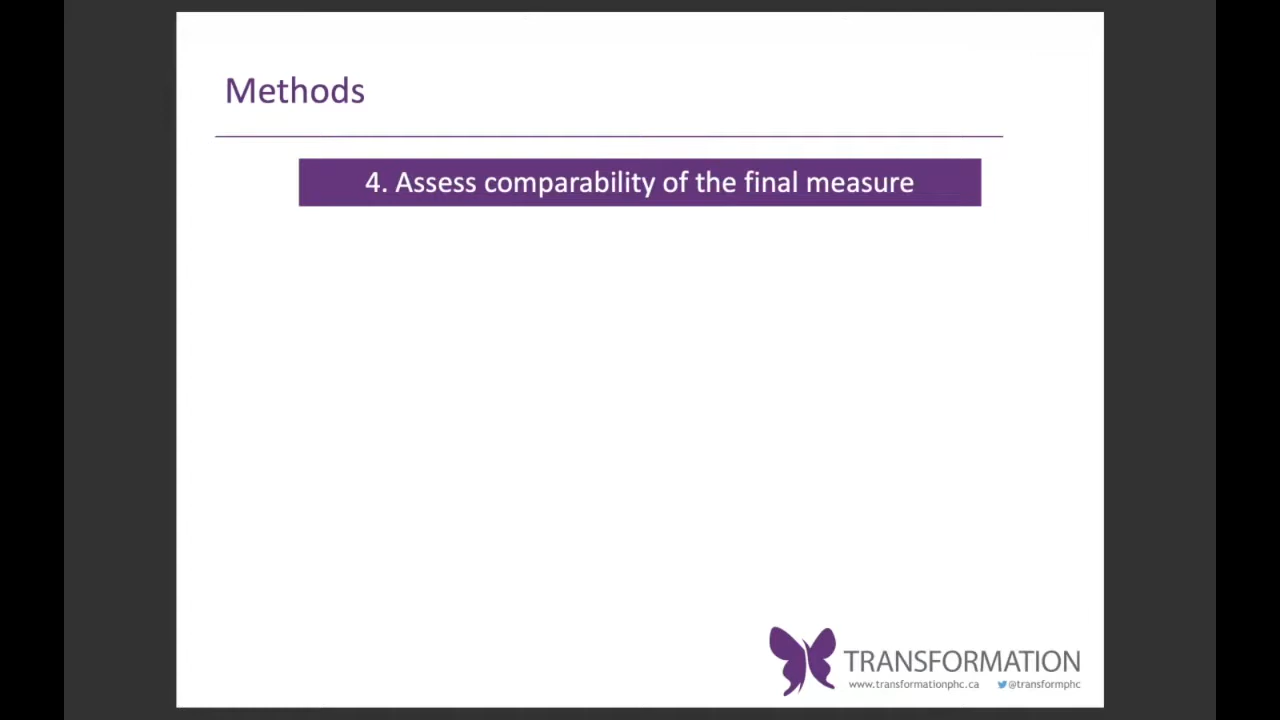 Methods
4. Assess comparability of the final measure
TRANSFORMATION
www.transformationphc.ca @transformphc